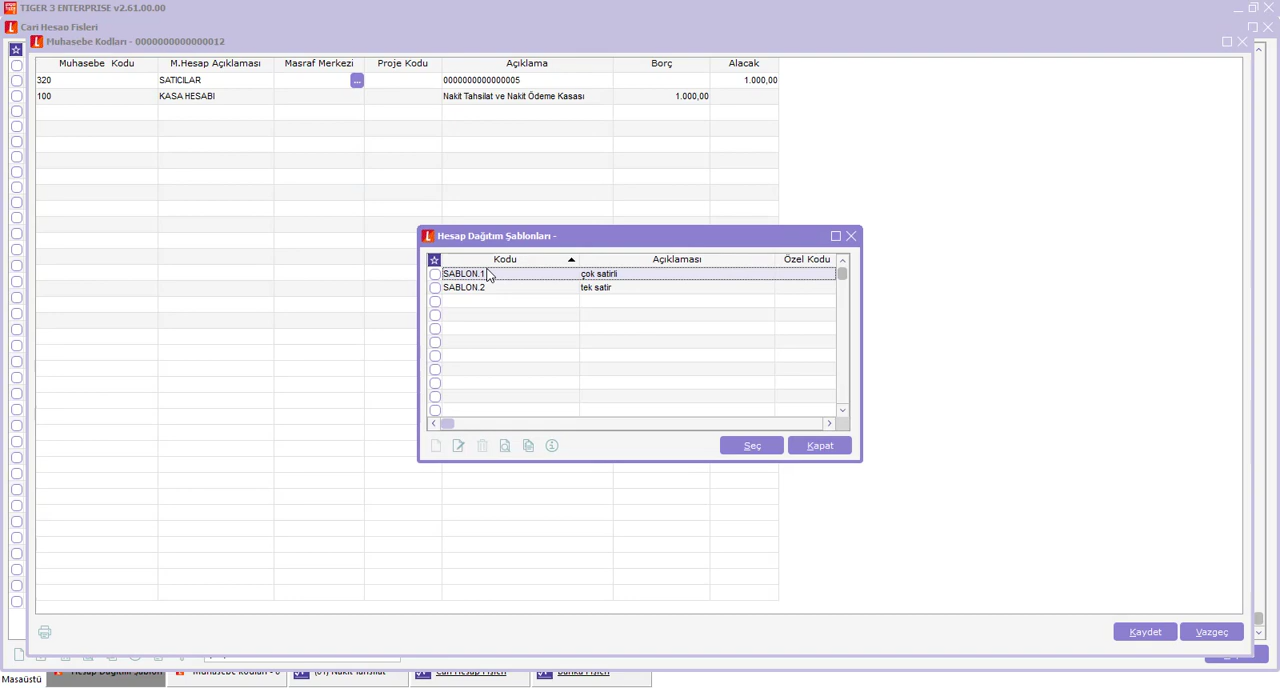 TIGER 3 ENTERPRISE v2.61.00.00
Cari Hesap Fişleri
Muhasebe Kodları - 0000000000000012
Muhasebe Kodu M.Hesap Açıklaması Masraf Merkezi Proje Kodu Açıklama Borç Alacak
320 SATICILAR ... 0000000000000005 1.000,00
100 KASA HESABI Nakit Tahsilat ve Nakit Ödeme Kasası 1.000,00
Hesap Dağıtım Şablonları -
Kodu Açıklaması Özel Kodu
SABLON.1 çok satirli
SABLON.2 tek satir
Seç Kapat
Kaydet Vazgeç
Masaüstü Hesap Dağıtım Şablon Muhasebe Kodları - 0 (01) Nakit Tahsilat Cari Hesap Fişleri Banka Fişleri